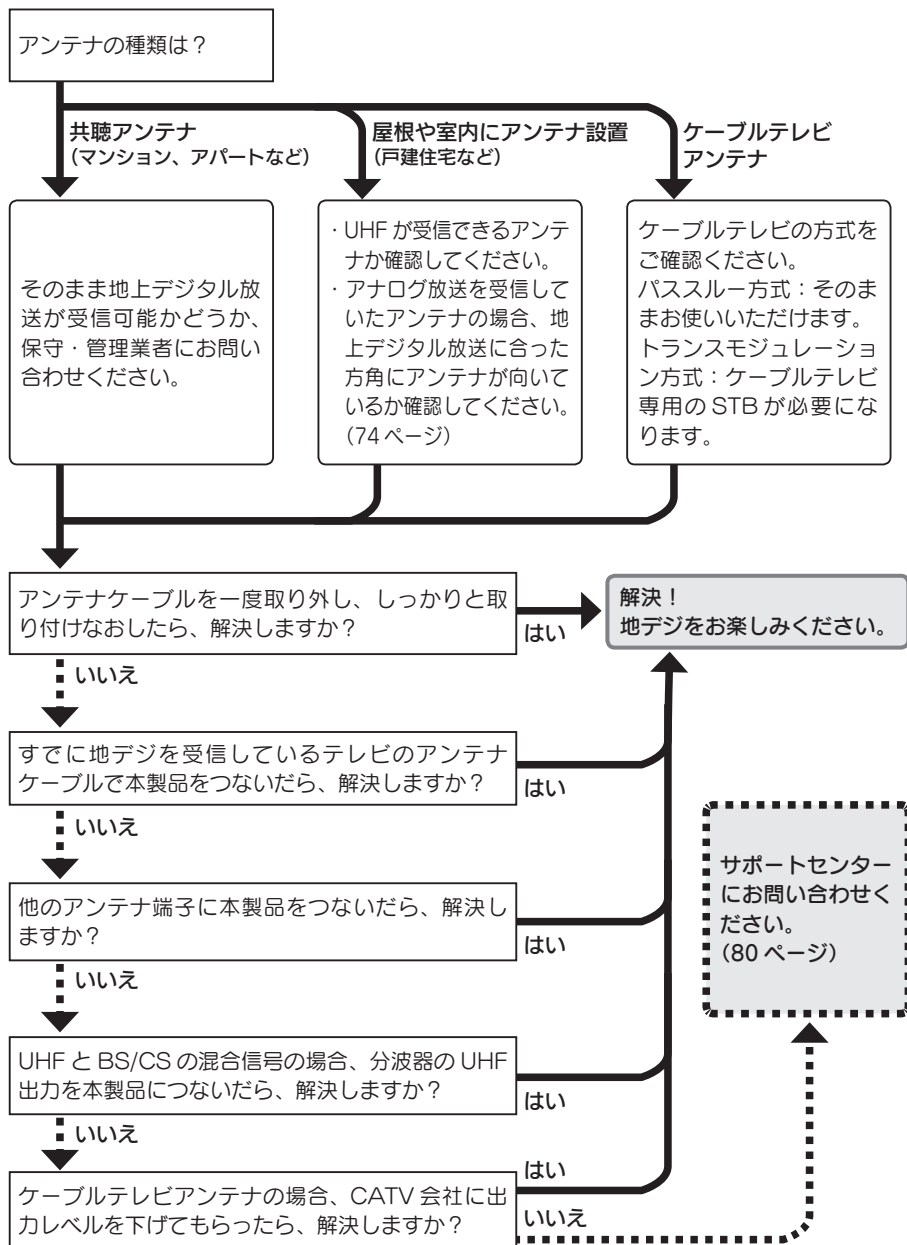 アンテナの種類は？
共聴アンテナ
（マンション、アパートなど）
屋根や室内にアンテナ設置
（戸建住宅など）
ケーブルテレビ
アンテナ
そのまま地上デジタル放
送が受信可能かどうか、
保守・管理業者にお問い
合わせください。
・UHF が受信できるアンテ
ナか確認してください。
・アナログ放送を受信して
いたアンテナの場合、地
上デジタル放送に合った
方角にアンテナが向いて
いるか確認してください。
（74 ページ）
ケーブルテレビの方式を
ご確認ください。
パススルー方式：そのま
まお使いいただけます。
トランスモジュレーショ
ン方式：ケーブルテレビ
専用の STB が必要にな
ります。
アンテナケーブルを一度取り外し、しっかりと取
り付けなおしたら、解決しますか？
はい
解決！
地デジをお楽しみください。
いいえ
すでに地デジを受信しているテレビのアンテナ
ケーブルで本製品をつないだら、解決しますか？
はい
いいえ
他のアンテナ端子に本製品をつないだら、解決し
ますか？
はい
サポートセンター
にお問い合わせく
ださい。
（80 ページ）
いいえ
UHF と BS/CS の混合信号の場合、分波器の UHF
出力を本製品につないだら、解決しますか？
はい
いいえ
ケーブルテレビアンテナの場合、CATV 会社に出
力レベルを下げてもらったら、解決しますか？
はい
いいえ